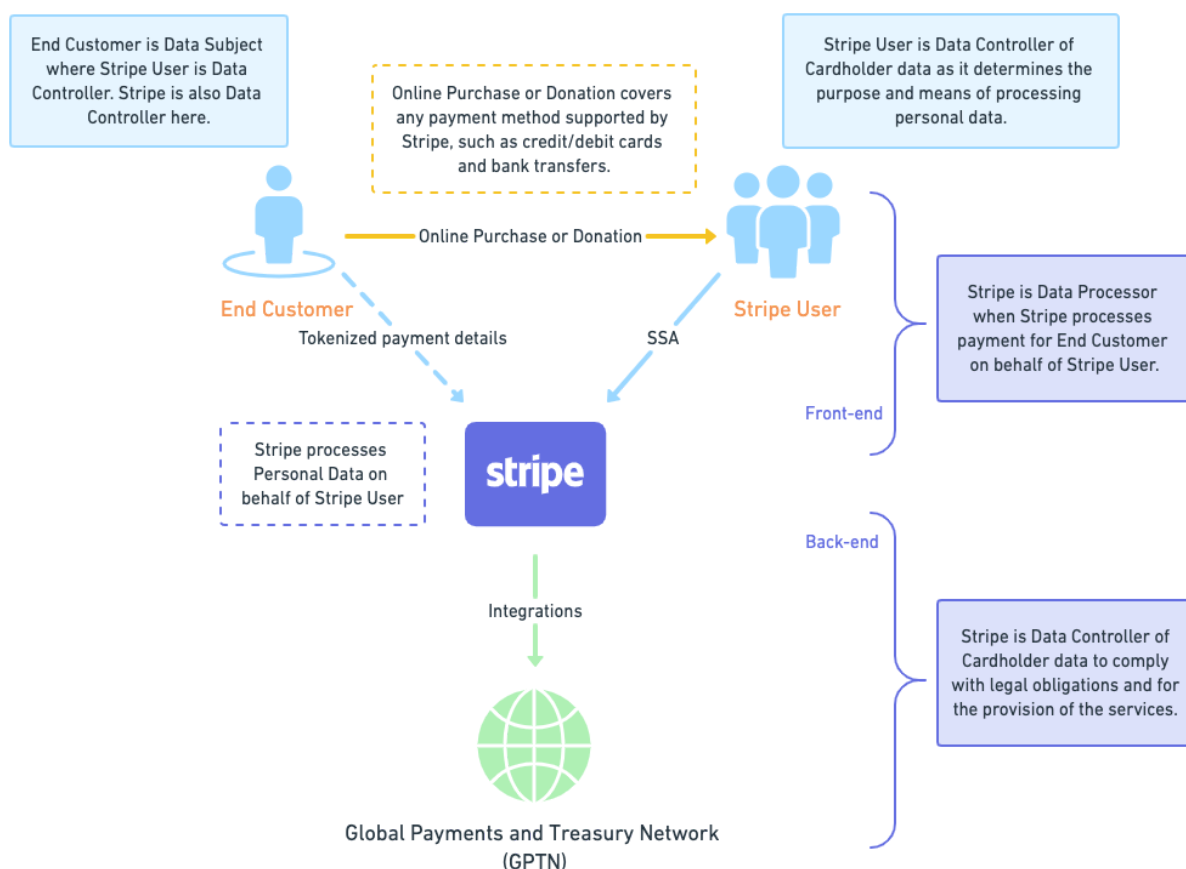 End Customer is Data Subject
where Stripe User is Data
Controller. Stripe is also Data
Controller here.
Online Purchase or Donation covers
any payment method supported by
Stripe, such as credit/debit cards
and bank transfers.
Stripe User is Data Controller of
Cardholder data as it determines the
purpose and means of processing
personal data.
Online Purchase or Donation
End Customer
Stripe User
Tokenized payment details
SSA
Stripe is Data Processor
when Stripe processes
payment for End Customer
on behalf of Stripe User.
Front-end
Stripe processes
Personal Data on
behalf of Stripe User
stripe
Back-end
Integrations
Stripe is Data Controller of
Cardholder data to comply
with legal obligations and for
the provision of the services.
Global Payments and Treasury Network
(GPTN)